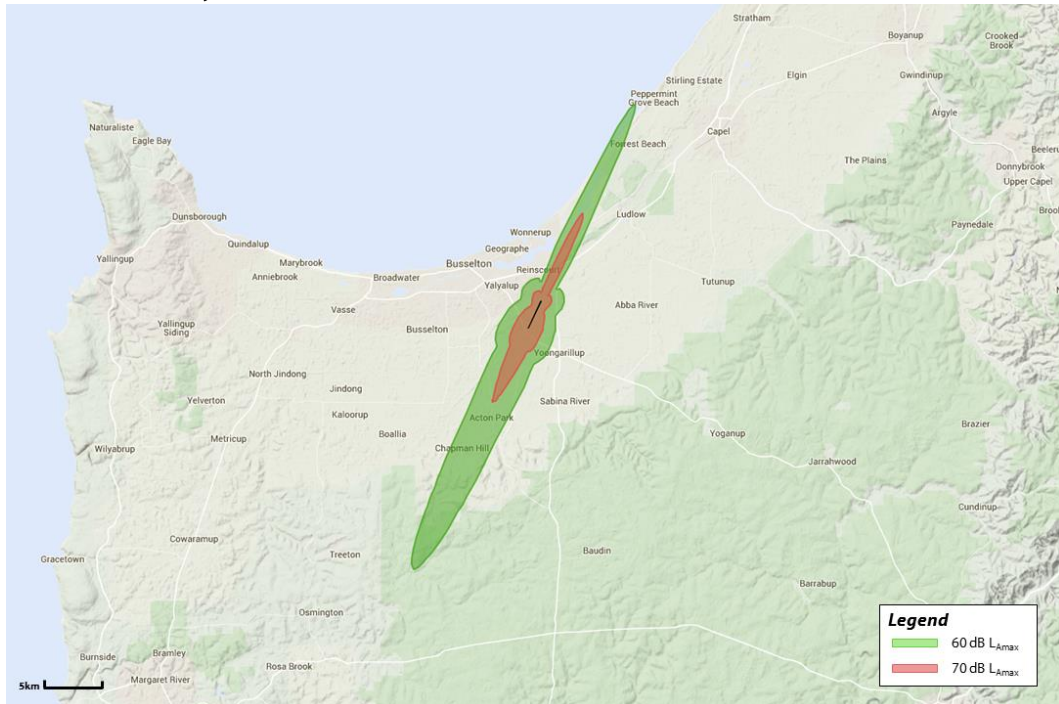 Stratham
Boyanup
Crooked
Brook
Elgin
Gwindinup
Stirling Estate
Peppermint
Grove Beach
Naturaliste
Argyle
Eagle Bay
Capel
Forrest Beach
The Plains
Donnybrook
Upper Capel
Dunsborough
Ludlow
Paynedale
Wonnerup
Quindalup
Geographe
Yallingup
Marybrook
Busselton
Reinscourt
Anniebrook
Broadwater
Yalyalup
Tutunup
Vasse
Abba River
Yallingup
Siding
Busselton
Yoongarillup
North Jindong
Jindong
Yelverton
Sabina River
Kaloorup
Acton Park
Brazier
Boallia
Yoganup
Metricup
Wilyabrup
Chapman Hill
Jarrahwood
Cundinup
Cowaramup
Treeton
Baudin
Gracetown
Barrabup
Osmington
Legend
60 dB LAmax
70 dB LAmax
Burnside
Bramley
Rosa Brook
Margaret River
5km